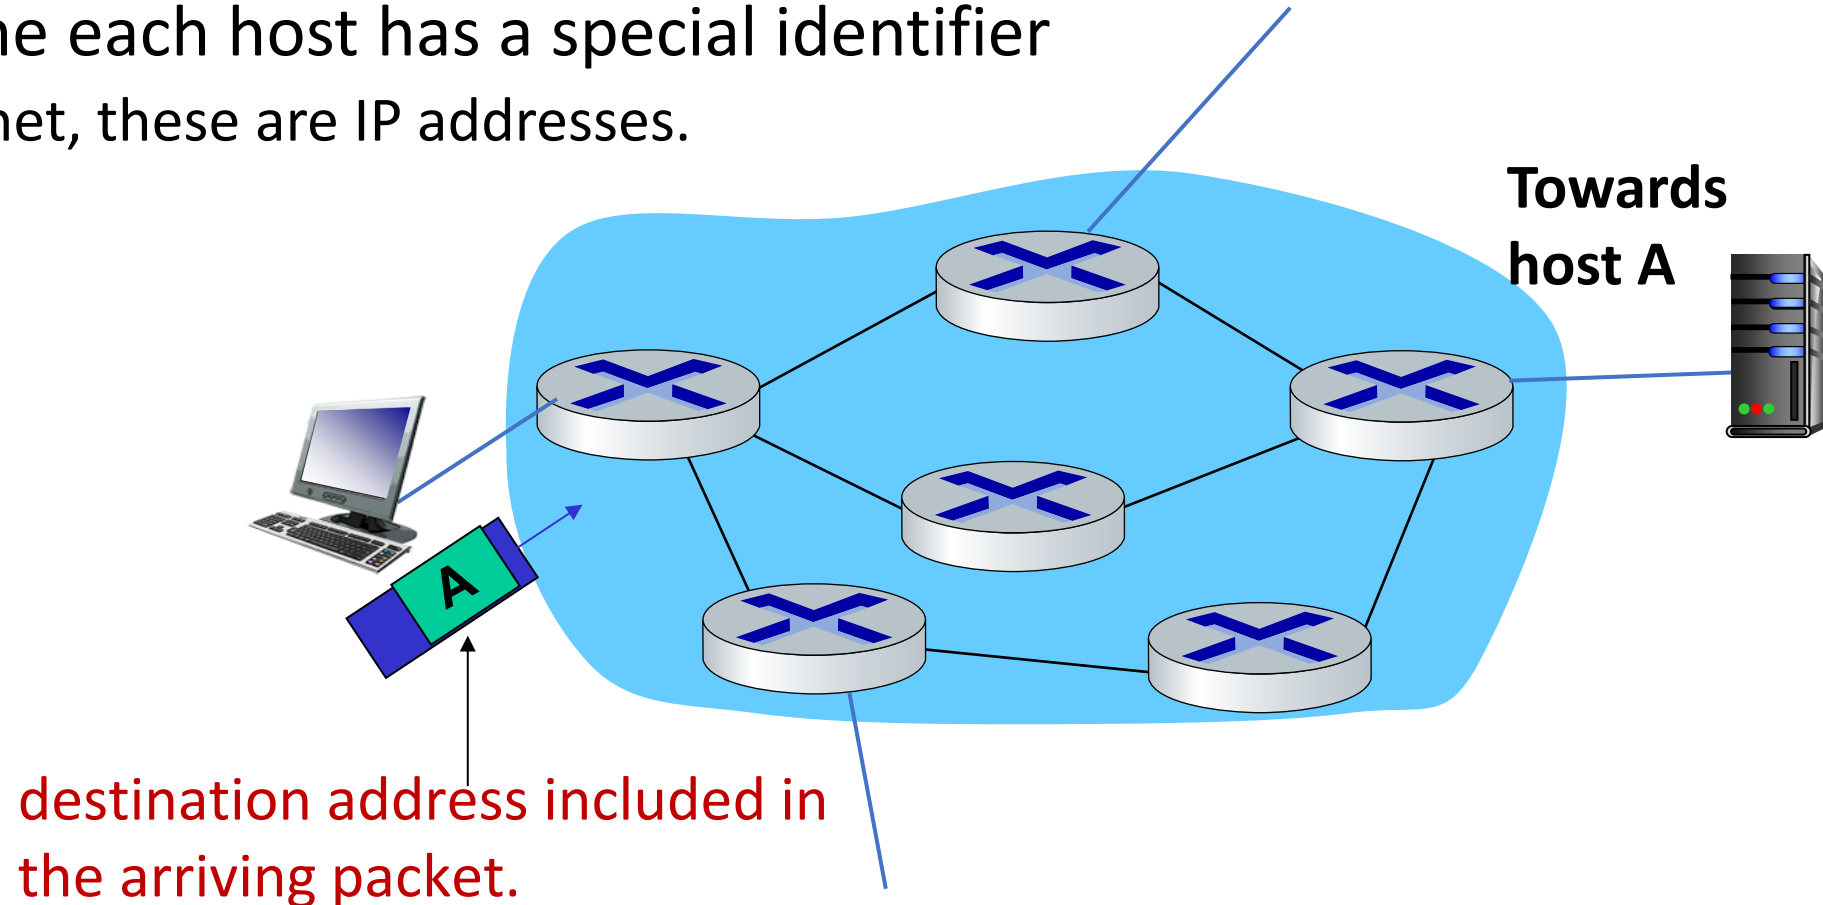 ne each host has a special identifier
net, these are IP addresses.
Towards
host A
A
destination address included in
the arriving packet.